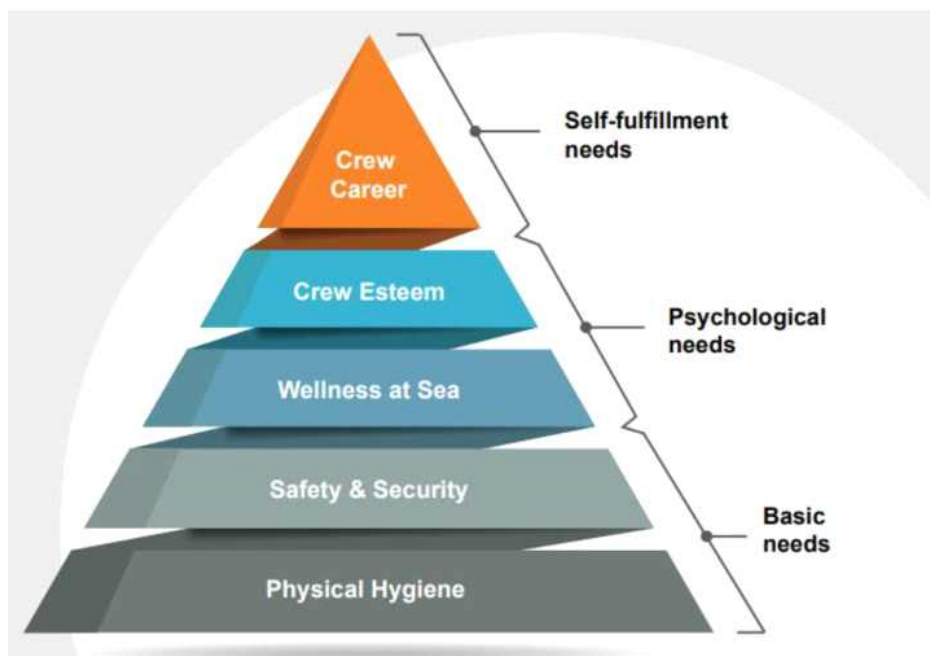 Crew
Career
Self-fulfillment
needs
Crew Esteem
Psychological
needs
Wellness at Sea
Safety & Security
Basic
needs
Physical Hygiene